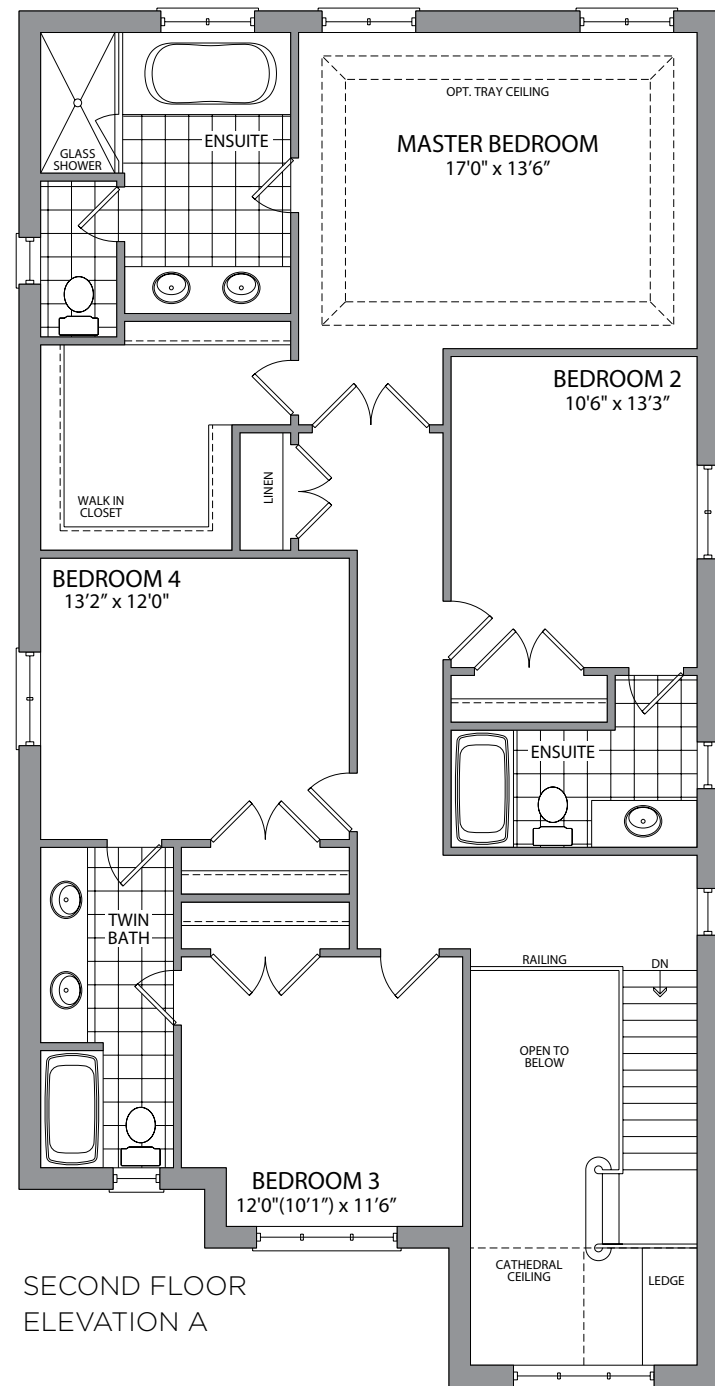 OPT. TRAY CEILING
ENSUITE
MASTER BEDROOM
17'0" x 13’6”
GLASS
SHOWER
BEDROOM 2
10'6" x 13’3”
LINEN
WALK IN
CLOSET
BEDROOM 4
13’2” x 12’0"
ENSUITE
TWIN
BATH
RAILING
DN
OPEN TO
BELOW
BEDROOM 3
12’0"(10’1”) x 11’6”
CATHEDRAL
CEILING
LEDGE
SECOND FLOOR
ELEVATION A